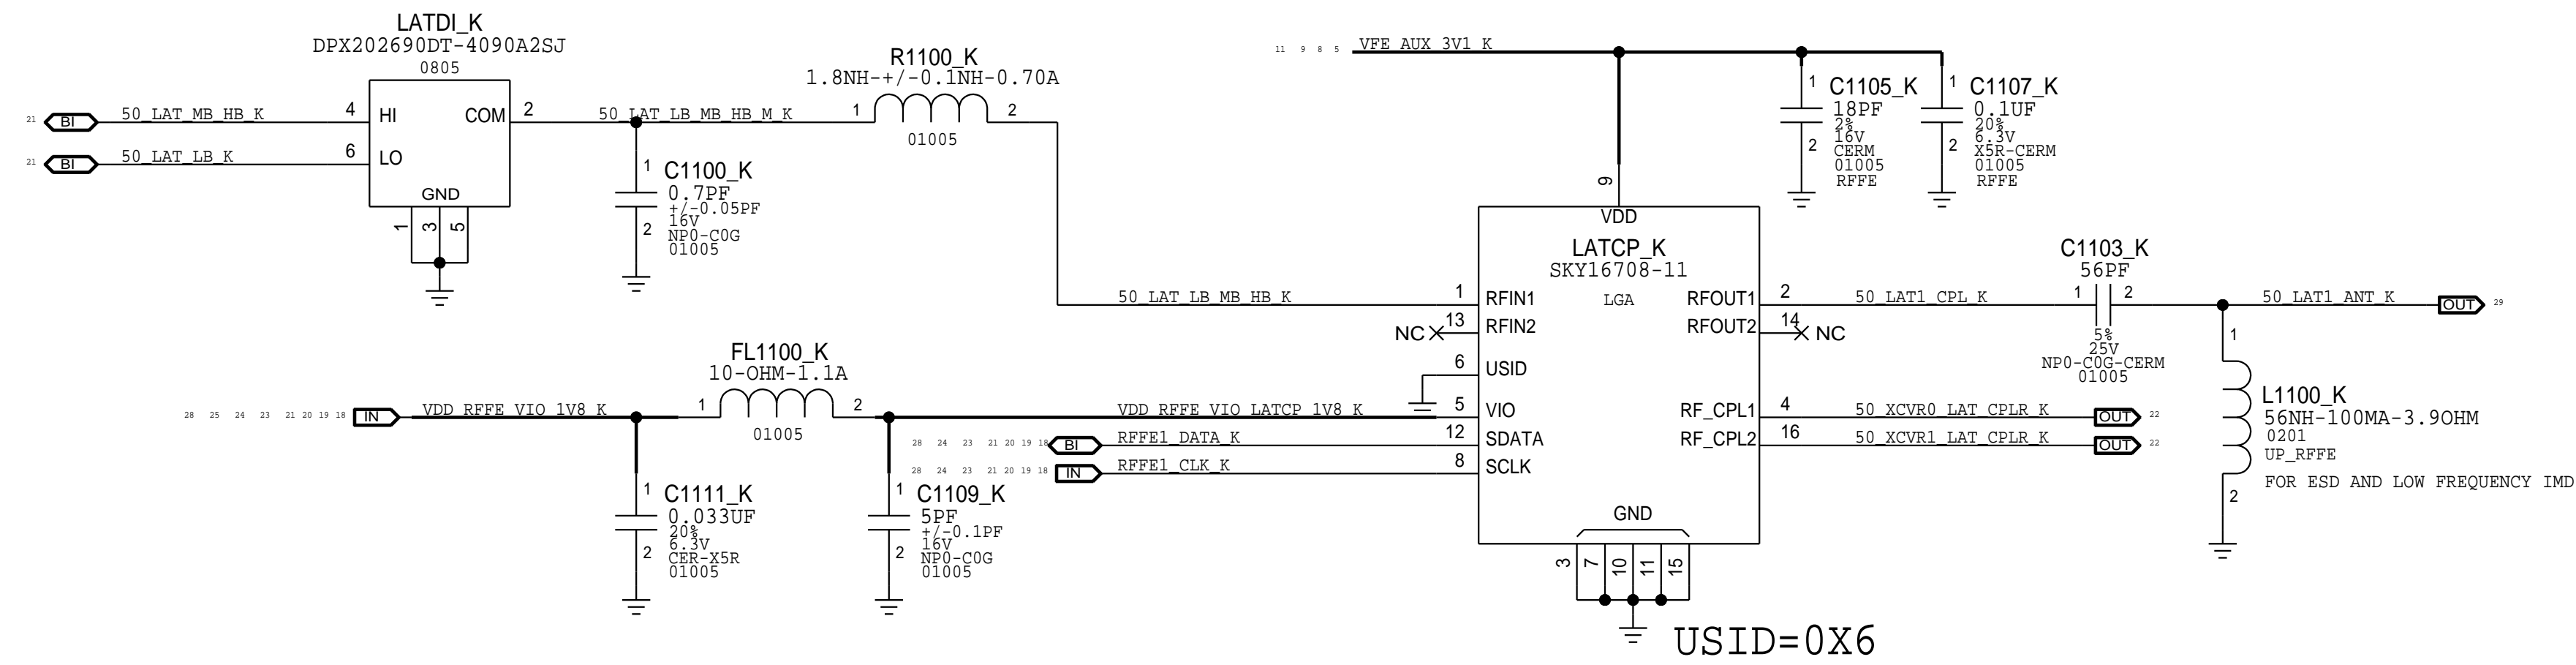 LATDI_K
DPX202690DT-4090A2SJ
0805
21 BI 50_LAT_MB_HB_K 4 HI
COM 2
21 BI 50_LAT_LB_K 6 LO
GND
1 3 5
50_LAT_LB_MB_HB_M_K
1
C1100_K
0.7PF
+/-0.05PF
16V
2 NP0-C0G
01005
R1100_K
1.8NH-+/-0.1NH-0.70A
1 2
01005
11 9 8 5 VFE_AUX_3V1_K
1 C1105_K
18PF
2%
16V
2 CERM
01005
RFFE
1 C1107_K
0.1UF
20%
6.3V
2 X5R-CERM
01005
RFFE
9
VDD
LATCP_K
SKY16708-11
LGA
50_LAT_LB_MB_HB_K 1 RFIN1
NC 13 RFIN2
6 USID
5 VIO
12 SDATA
8 SCLK
RFOUT1 2 50_LAT1_CPL_K
RFOUT2 14 NC
RF_CPL1 4 50_XCVR0_LAT_CPLR_K OUT 22
RF_CPL2 16 50_XCVR1_LAT_CPLR_K OUT 22
GND
3 7 10 11 15
USID=0X6
C1103_K
56PF
1 2
5%
25V
NP0-C0G-CERM
01005
50_LAT1_ANT_K OUT 29
1
L1100_K
56NH-100MA-3.9OHM
0201
UP_RFFE
FOR ESD AND LOW FREQUENCY IMD
2
FL1100_K
10-OHM-1.1A
1 2
01005
28 25 24 23 21 20 19 18 IN VDD_RFFE_VIO_1V8_K
VDD_RFFE_VIO_LATCP_1V8_K
28 24 23 21 20 19 18 BI RFFE1_DATA_K
28 24 23 21 20 19 18 IN RFFE1_CLK_K
1 C1111_K
0.033UF
20%
6.3V
2 CER-X5R
01005
1 C1109_K
5PF
+/-0.1PF
16V
2 NP0-C0G
01005